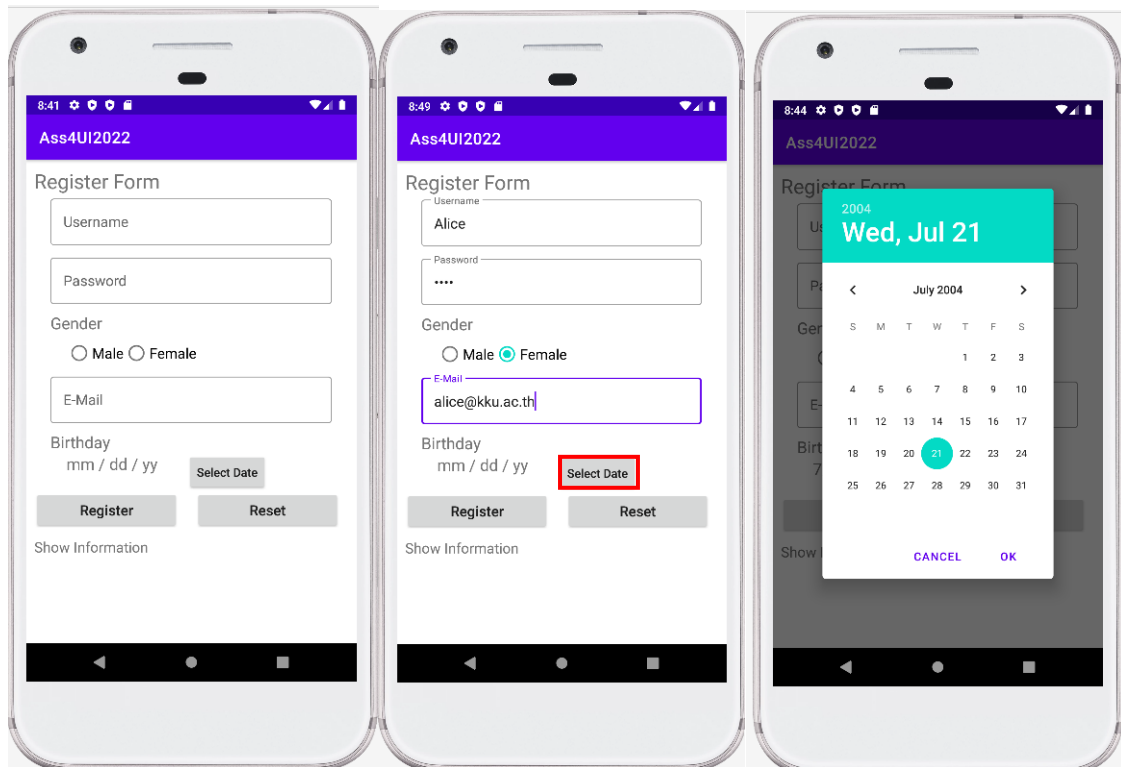 8:41
Ass4UI2022
Register Form
Username
Password
Gender
Male Female
E-Mail
Birthday
mm / dd / yy
Select Date
Register Reset
Show Information
8:49
Ass4UI2022
Register Form
Username
Alice
Password
••••
Gender
Male Female
E-Mail
alice@kku.ac.th
Birthday
mm / dd / yy
Select Date
Register Reset
Show Information
8:44
Ass4UI2022
Register Form
2004
Wed, Jul 21
July 2004
S M T W T F S
1 2 3
4 5 6 7 8 9 10
11 12 13 14 15 16 17
18 19 20 21 22 23 24
25 26 27 28 29 30 31
CANCEL OK
Show